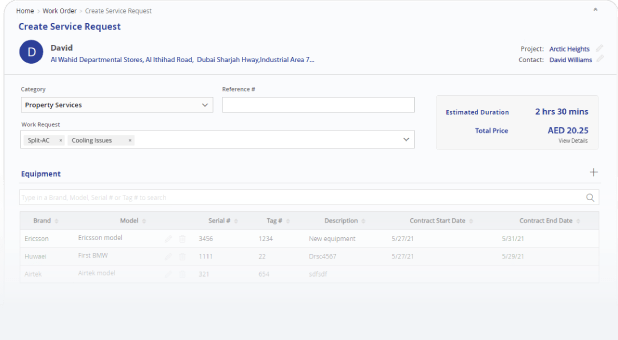 Home › Work Order › Create Service Request
Create Service Request
D
David
Al Wahid Departmental Stores, Al Ithihad Road, Dubai Sharjah Hway,Industrial Area 7...
Project: Arctic Heights
Contact: David Williams
Category
Reference #
Property Services
Work Request
Split-AC × Cooling Issues ×
Estimated Duration 2 hrs 30 mins
Total Price AED 20.25
View Details
Equipment
Type in a Brand, Model, Serial # or Tag # to search
Brand Model Serial # Tag # Description Contract Start Date Contract End Date
Ericsson Ericsson model 3456 1234 New equipment 5/27/21 5/31/21
Huwawi First BMW 1111 22 Drsc4567 5/27/21 5/29/21
Airtek Airtek model 321 654 sdfsdf